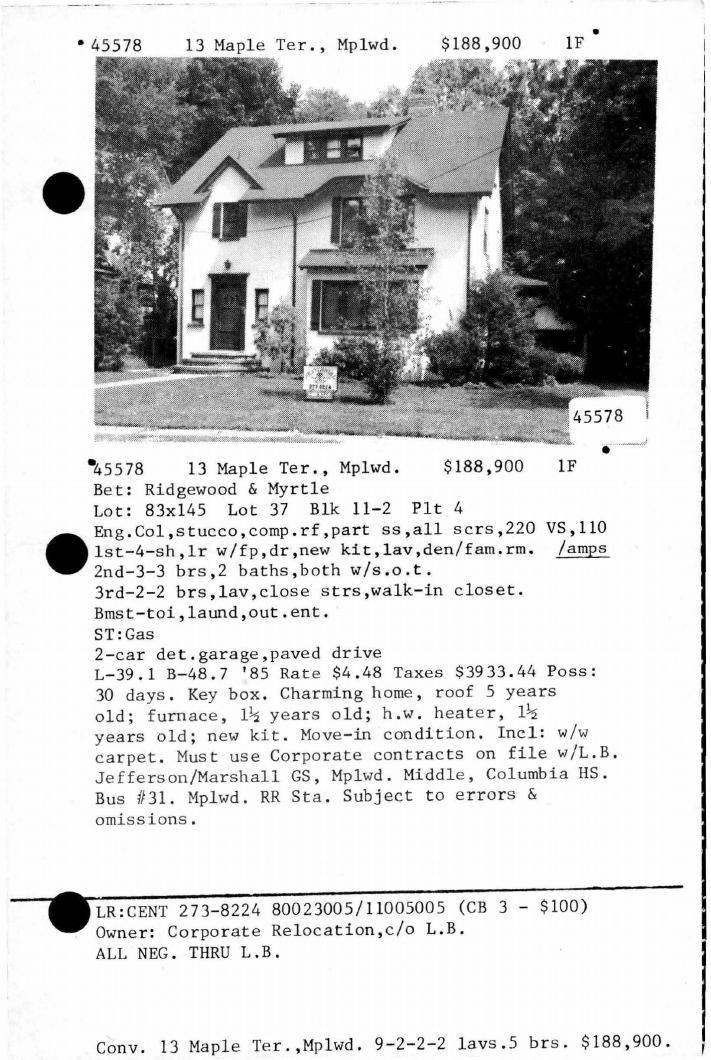 45578 13 Maple Ter., Mplwd. $188,900 1F
273-8224
45578
45578 13 Maple Ter., Mplwd. $188,900 1F
Bet: Ridgewood & Myrtle
Lot: 83x145 Lot 37 Blk 11-2 Plt 4
Eng.Col,stucco,comp.rf,part ss,all scrs,220 VS,110
1st-4-sh,lr w/fp,dr,new kit,lav,den/fam.rm. /amps
2nd-3-3 brs,2 baths,both w/s.o.t.
3rd-2-2 brs,lav,close strs,walk-in closet.
Bmst-toi,laund,out.ent.
ST:Gas
2-car det.garage,paved drive
L-39.1 B-48.7 '85 Rate $4.48 Taxes $3933.44 Poss:
30 days. Key box. Charming home, roof 5 years
old; furnace, 1½ years old; h.w. heater, 1½
years old; new kit. Move-in condition. Incl: w/w
carpet. Must use Corporate contracts on file w/L.B.
Jefferson/Marshall GS, Mplwd. Middle, Columbia HS.
Bus #31. Mplwd. RR Sta. Subject to errors &
omissions.
LR:CENT 273-8224 80023005/11005005 (CB 3 - $100)
Owner: Corporate Relocation,c/o L.B.
ALL NEG. THRU L.B.
Conv. 13 Maple Ter.,Mplwd. 9-2-2-2 lavs.5 brs. $188,900.